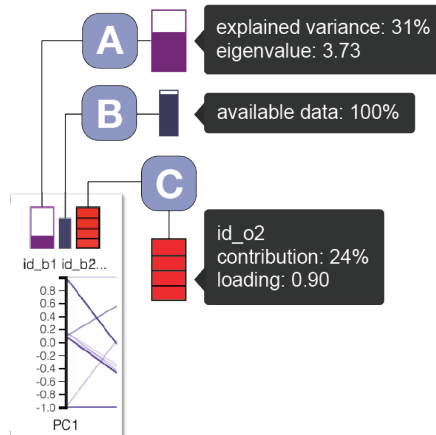 A
explained variance: 31%
eigenvalue: 3.73
B
available data: 100%
C
id_o2
contribution: 24%
loading: 0.90
id_b1 id_b2...
0.8
0.6
0.4
0.2
0.0
-0.2
-0.4
-0.6
-0.8
-1.0
PC1